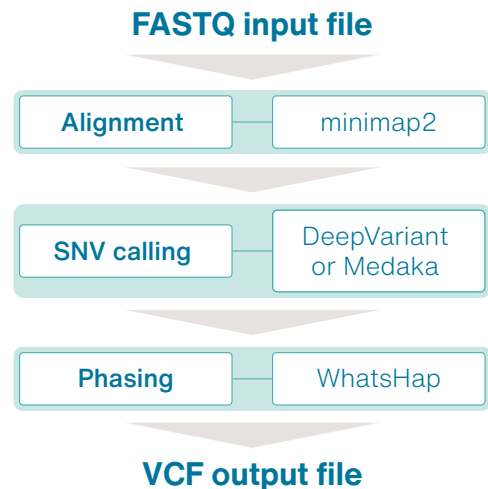 FASTQ input file
Alignment
minimap2
SNV calling
DeepVariant
or Medaka
Phasing
WhatsHap
VCF output file